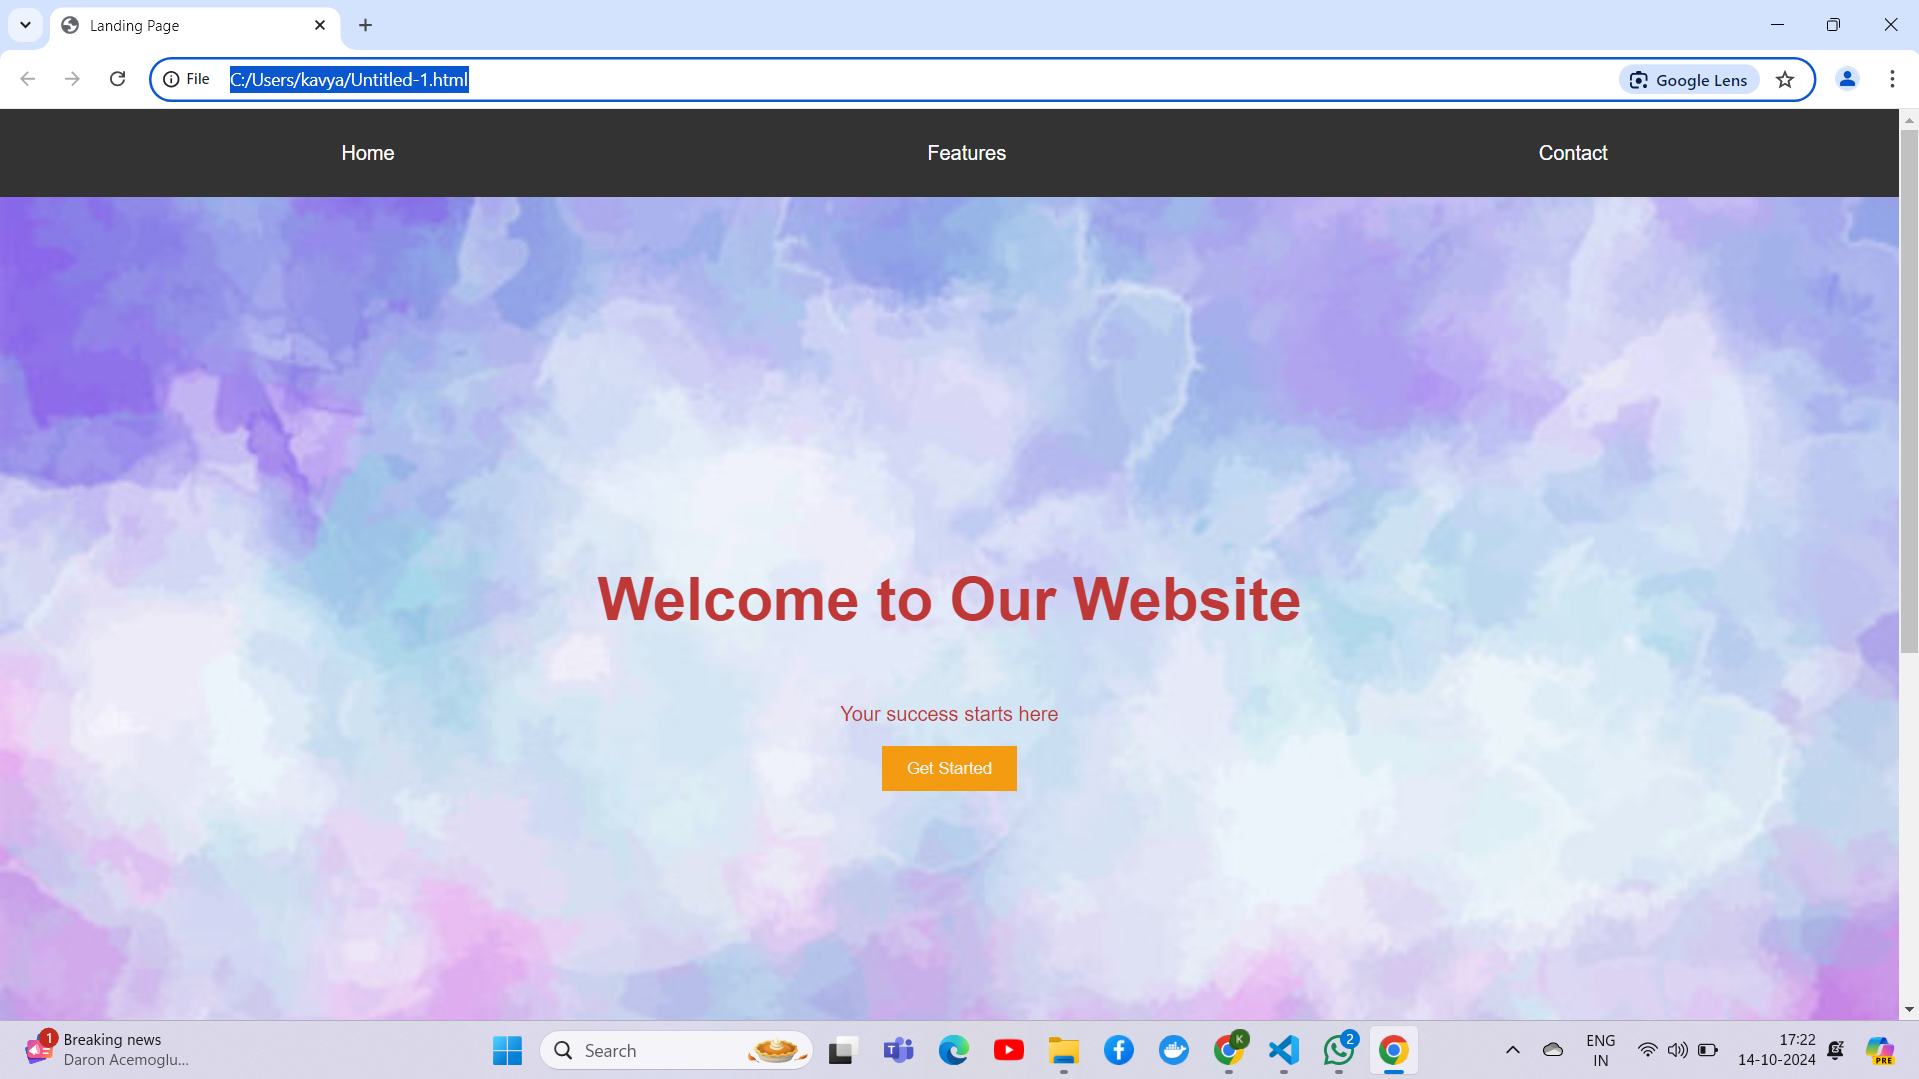 Landing Page
File
C:/Users/kavya/Untitled-1.html
Google Lens
Home
Features
Contact
Welcome to Our Website
Your success starts here
Get Started
1
Breaking news
Daron Acemoglu...
Search
T
K
2
ENG
IN
17:22
14-10-2024
PRE